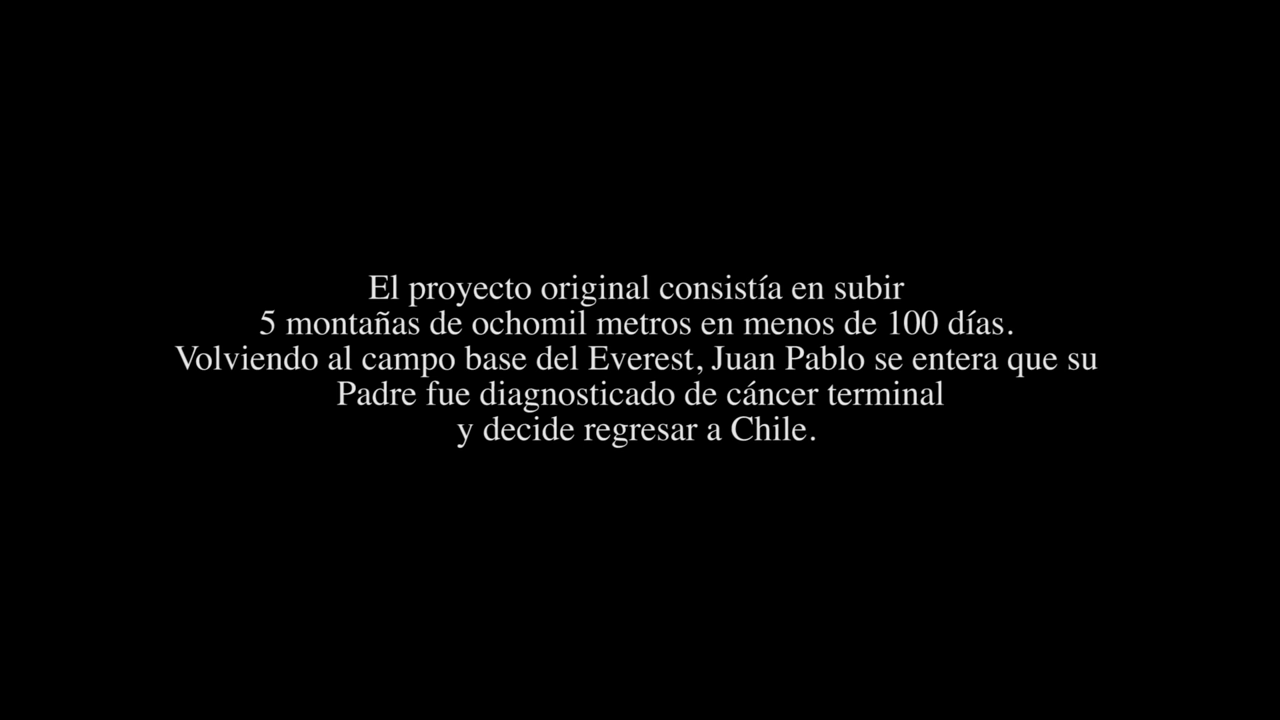 El proyecto original consistía en subir
5 montañas de ochomil metros en menos de 100 días.
Volviendo al campo base del Everest, Juan Pablo se entera que su
Padre fue diagnosticado de cáncer terminal
y decide regresar a Chile.